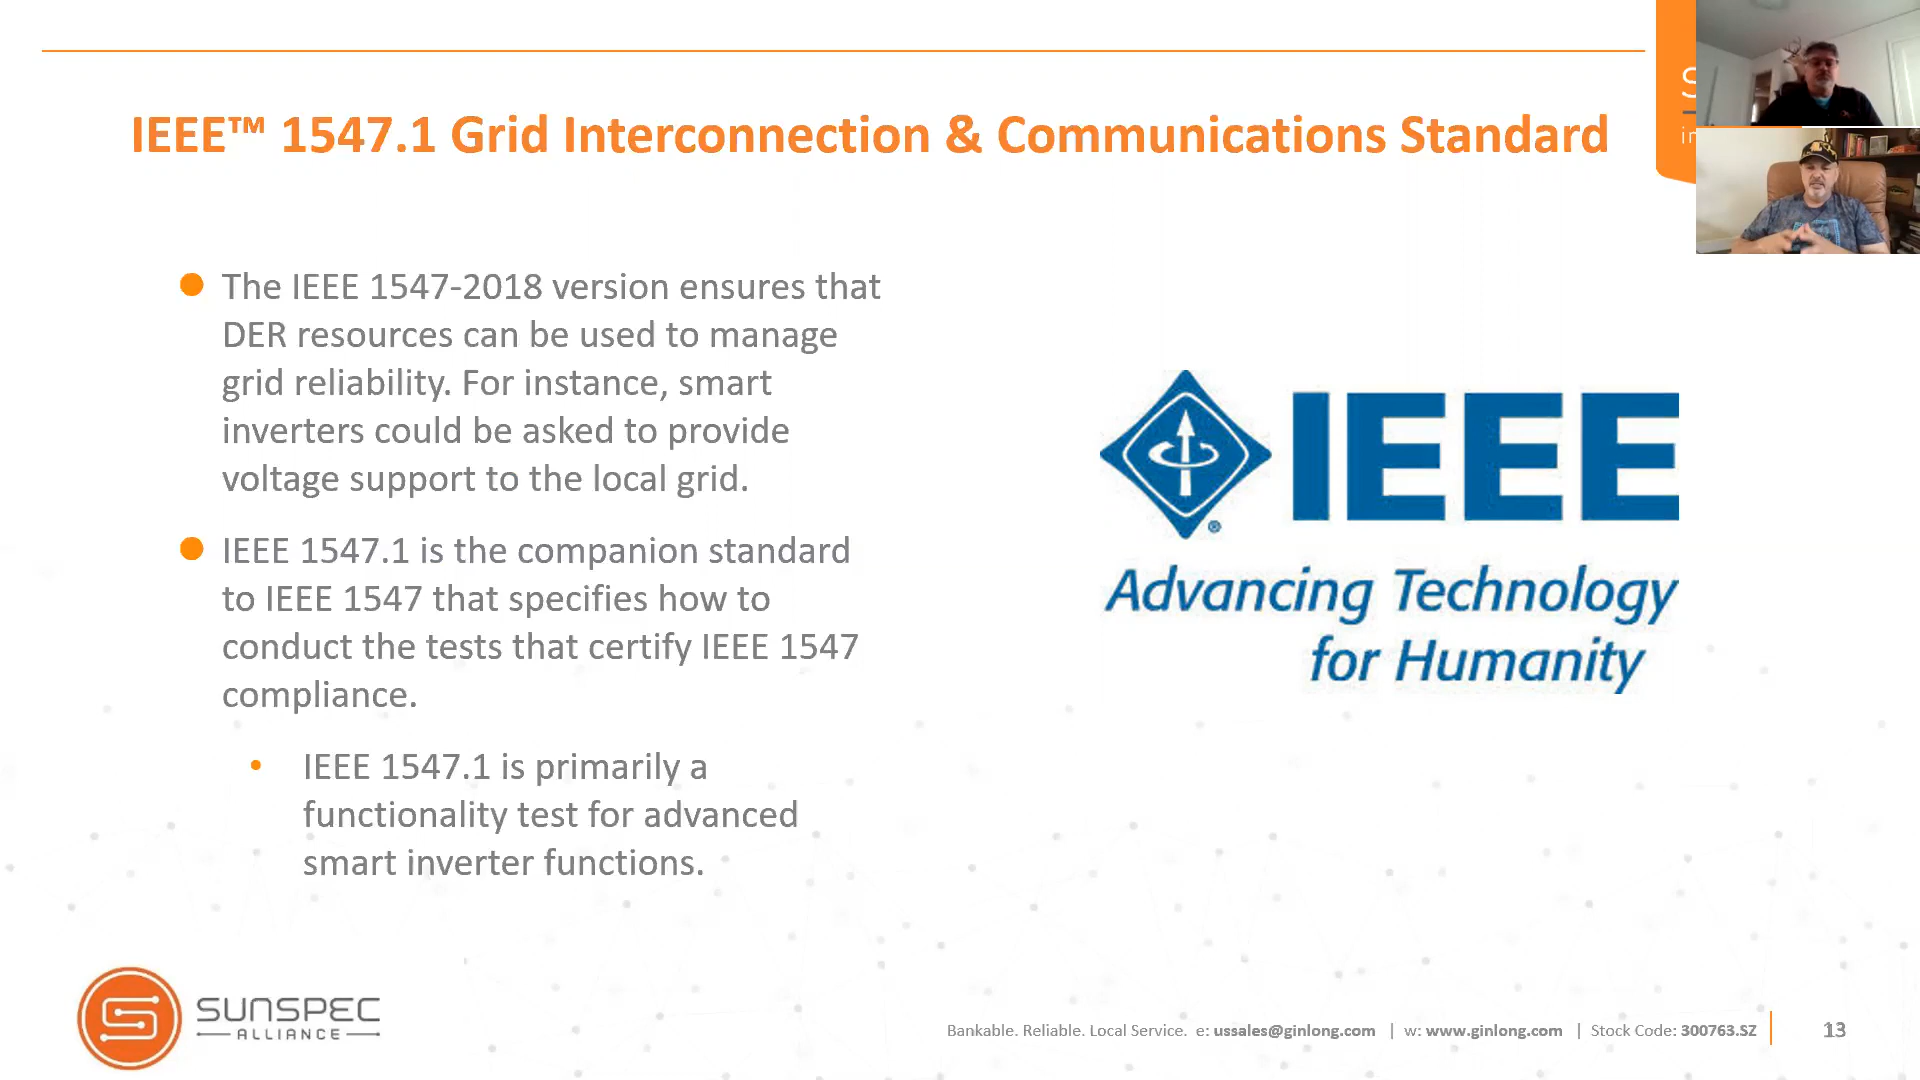 IEEE™ 1547.1 Grid Interconnection & Communications Standard
The IEEE 1547-2018 version ensures that
DER resources can be used to manage
grid reliability. For instance, smart
inverters could be asked to provide
voltage support to the local grid.
IEEE 1547.1 is the companion standard
to IEEE 1547 that specifies how to
conduct the tests that certify IEEE 1547
compliance.
• IEEE 1547.1 is primarily a
functionality test for advanced
smart inverter functions.
IEEE
®
Advancing Technology
for Humanity
SUNSPEC
ALLIANCE
Bankable. Reliable. Local Service. e: ussales@ginlong.com | w: www.ginlong.com | Stock Code: 300763.SZ
13